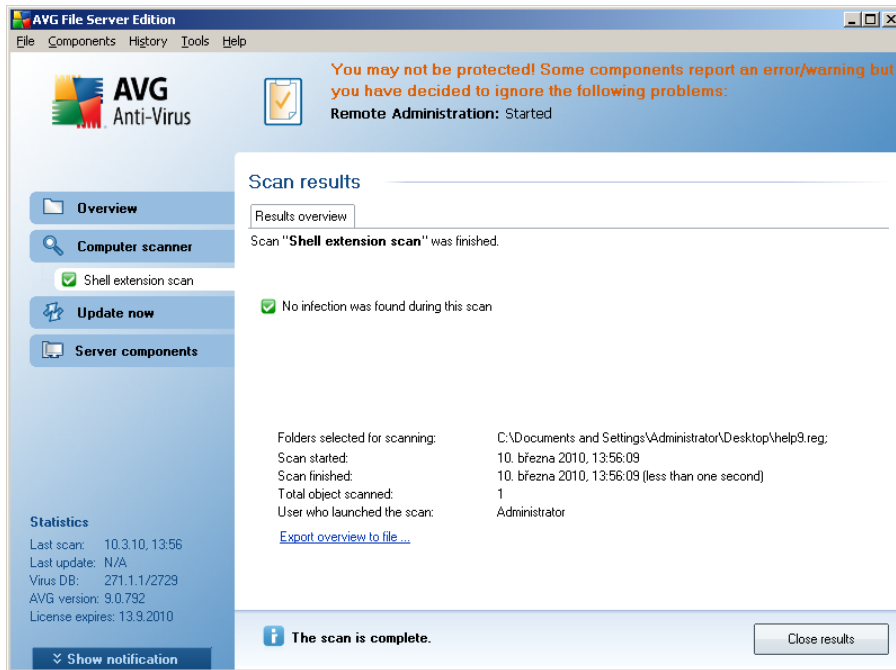 AVG File Server Edition
File Components History Tools Help
AVG
Anti-Virus
You may not be protected! Some components report an error/warning but
you have decided to ignore the following problems:
Remote Administration: Started
Overview
Computer scanner
Shell extension scan
Update now
Server components
Statistics
Last scan: 10.3.10, 13:56
Last update: N/A
Virus DB: 271.1.1/2729
AVG version: 9.0.792
License expires: 13.9.2010
Show notification
Scan results
Results overview
Scan "Shell extension scan" was finished.
No infection was found during this scan
Folders selected for scanning: C:\Documents and Settings\Administrator\Desktop\help9.reg;
Scan started: 10. března 2010, 13:56:09
Scan finished: 10. března 2010, 13:56:09 (less than one second)
Total object scanned: 1
User who launched the scan: Administrator
Export overview to file ...
The scan is complete.
Close results